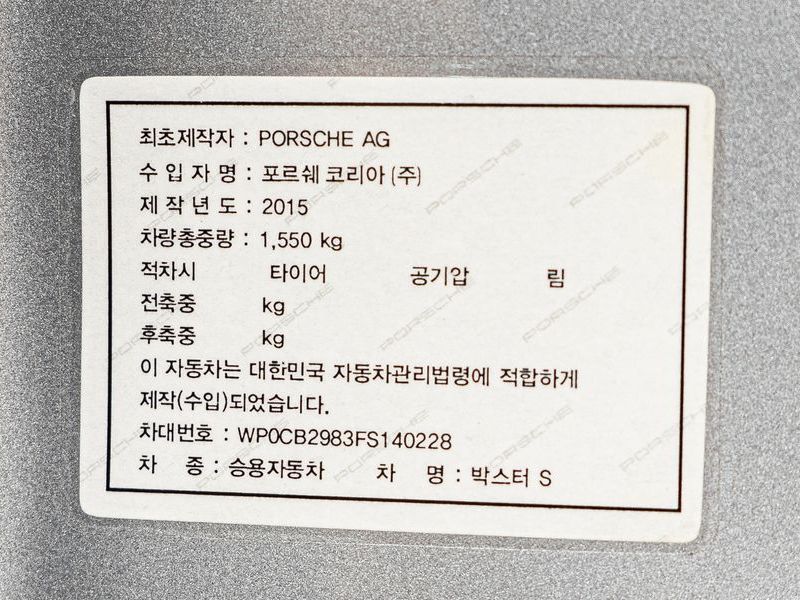 최초제작자 : PORSCHE AG
수 입 자 명 : 포르쉐 코리아 (주)
제 작 년 도 : 2015
차량총중량 : 1,550 kg
적차시 타이어 공기압 림
전축중 kg
후축중 kg
이 자동차는 대한민국 자동차관리법령에 적합하게
제작(수입)되었습니다.
차대번호 : WP0CB2983FS140228
차 종 : 승용자동차 차 명 : 박스터 S